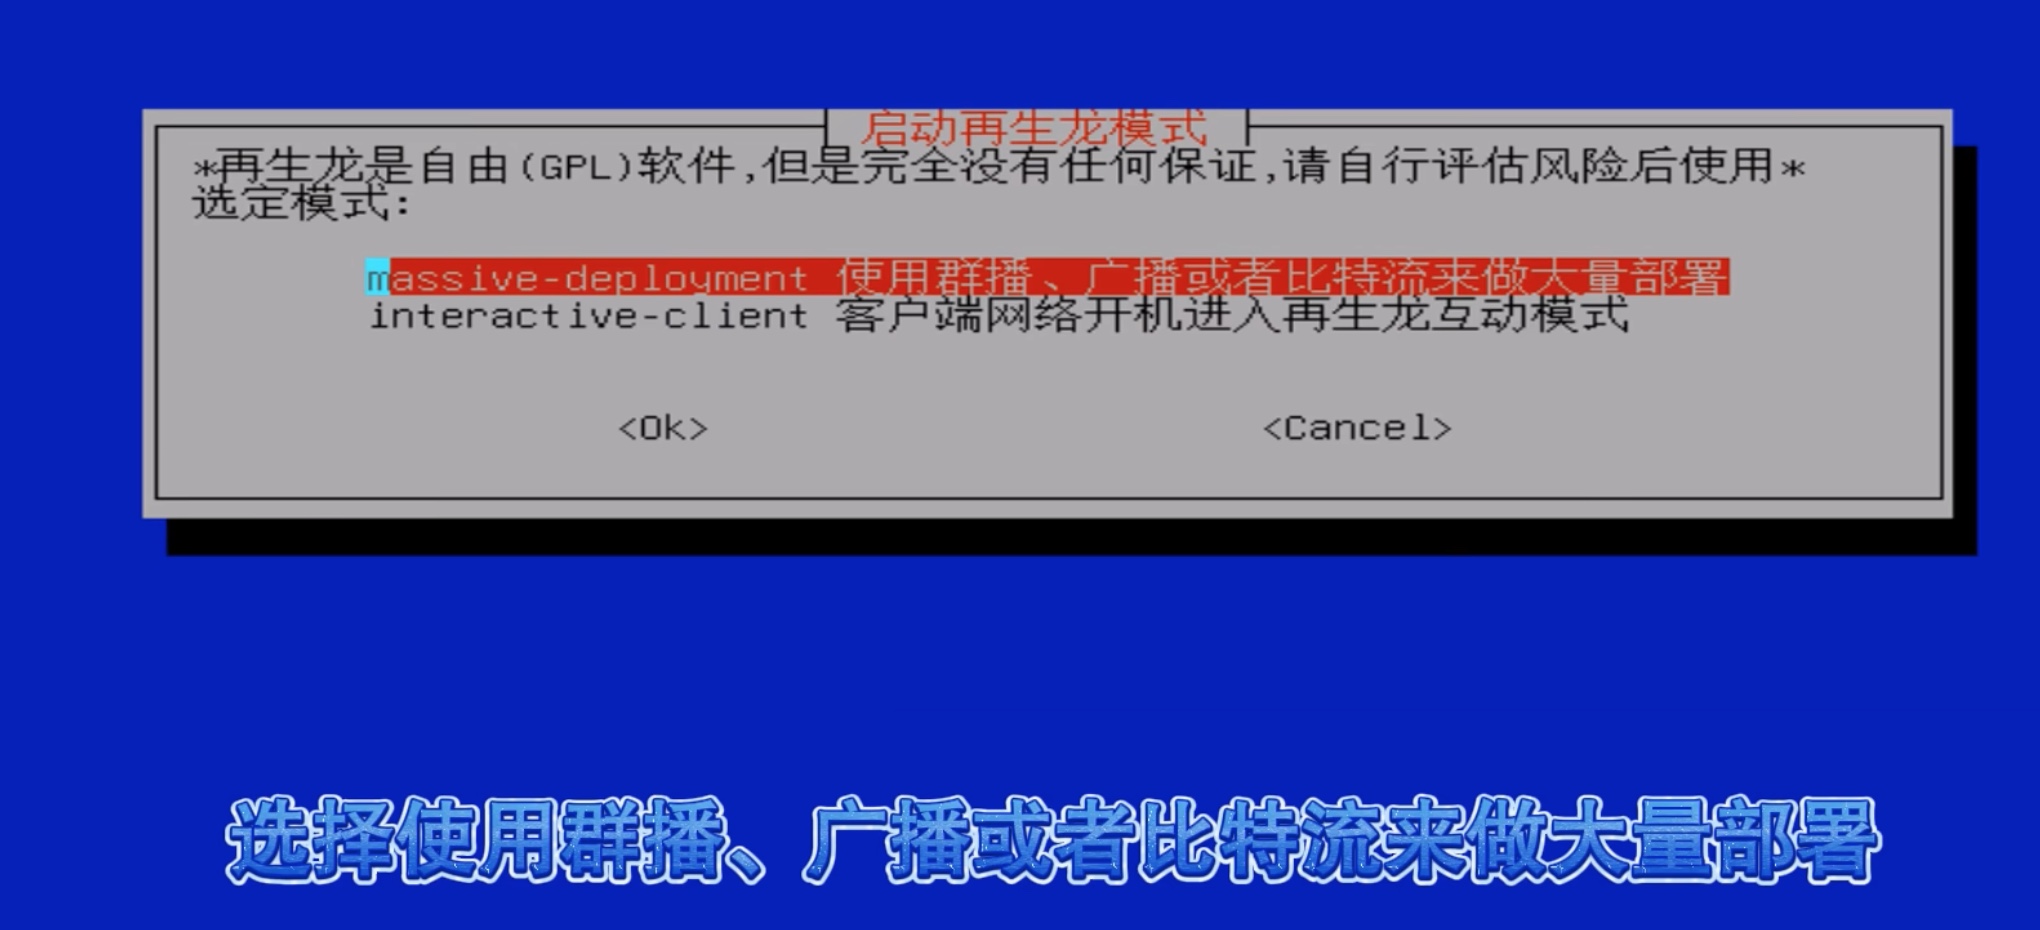 启动再生龙模式
*再生龙是自由(GPL)软件,但是完全没有任何保证,请自行评估风险后使用*
选定模式:
massive-deployment 使用群播、广播或者比特流来做大量部署
interactive-client 客户端网络开机进入再生龙互动模式
<Ok> <Cancel>
选择使用群播、广播或者比特流来做大量部署